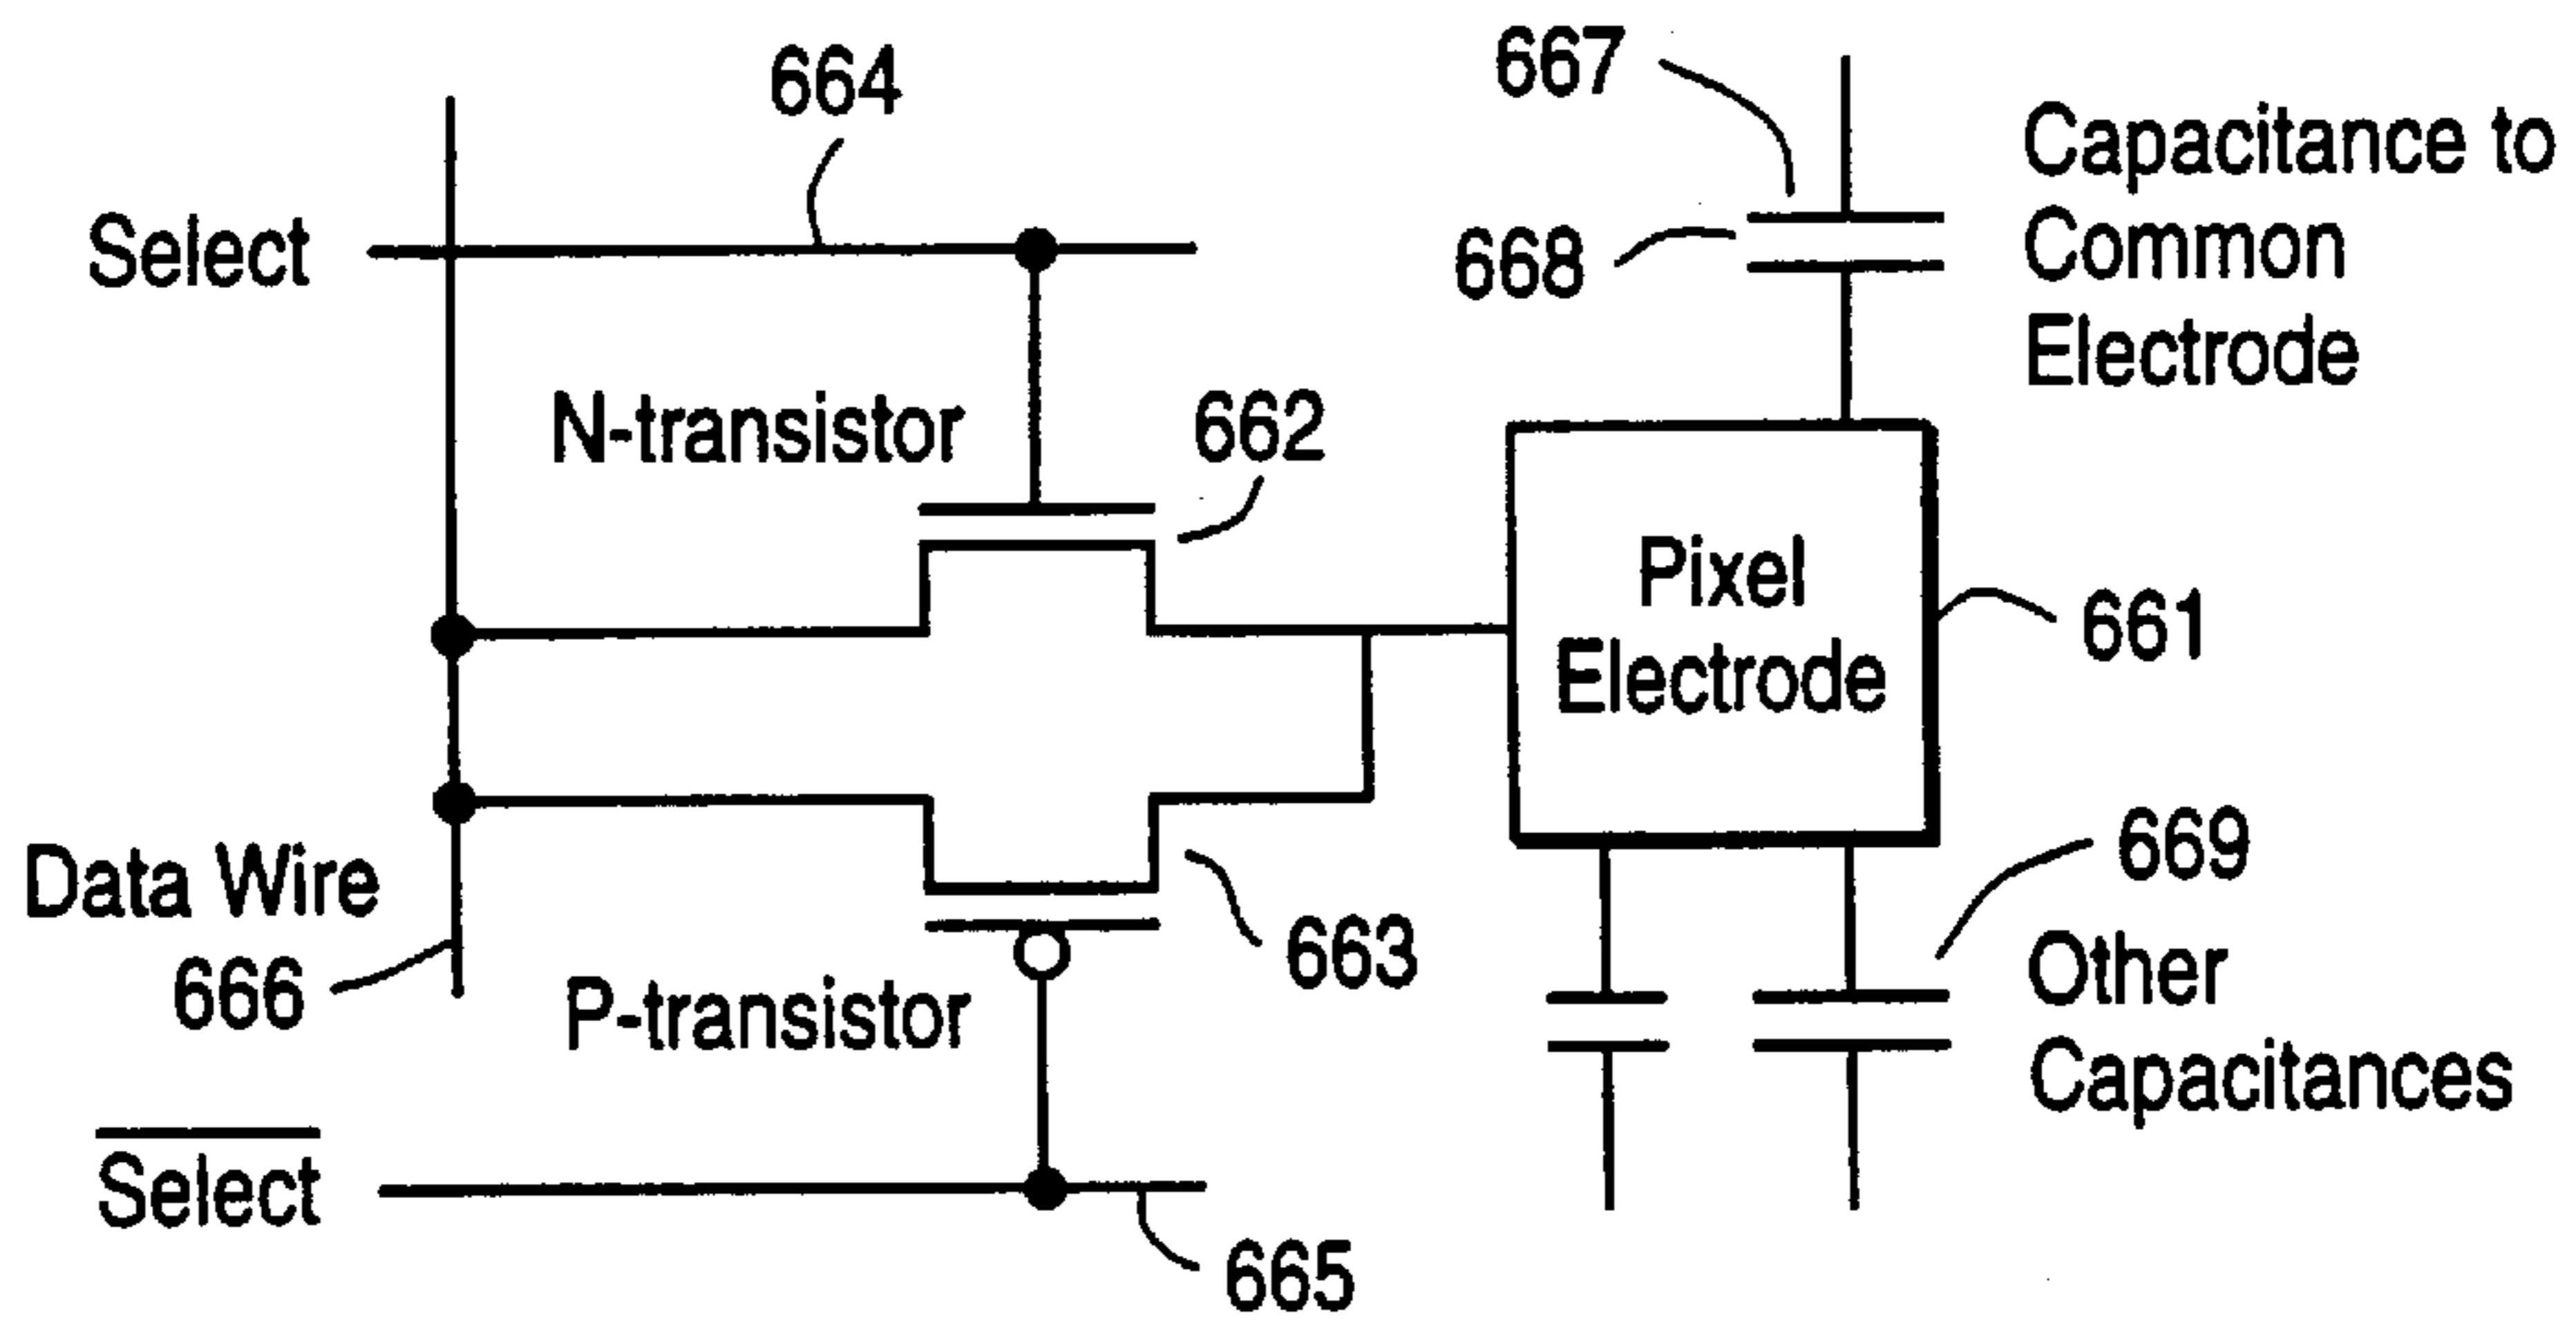 664
667
Capacitance to
Common
Electrode
668
Select
N-transistor
662
Pixel
Electrode
661
Data Wire
666
669
Other
Capacitances
663
P-transistor
S̅e̅l̅e̅c̅t̅
665